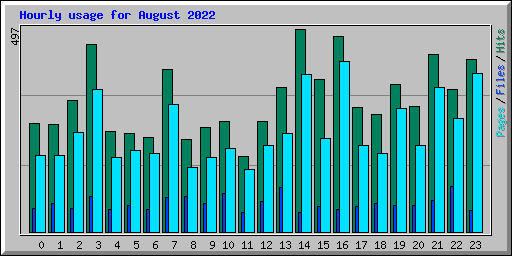 Hourly usage for August 2022
497
Pages/Files/Hits
0 1 2 3 4 5 6 7 8 9 10 11 12 13 14 15 16 17 18 19 20 21 22 23